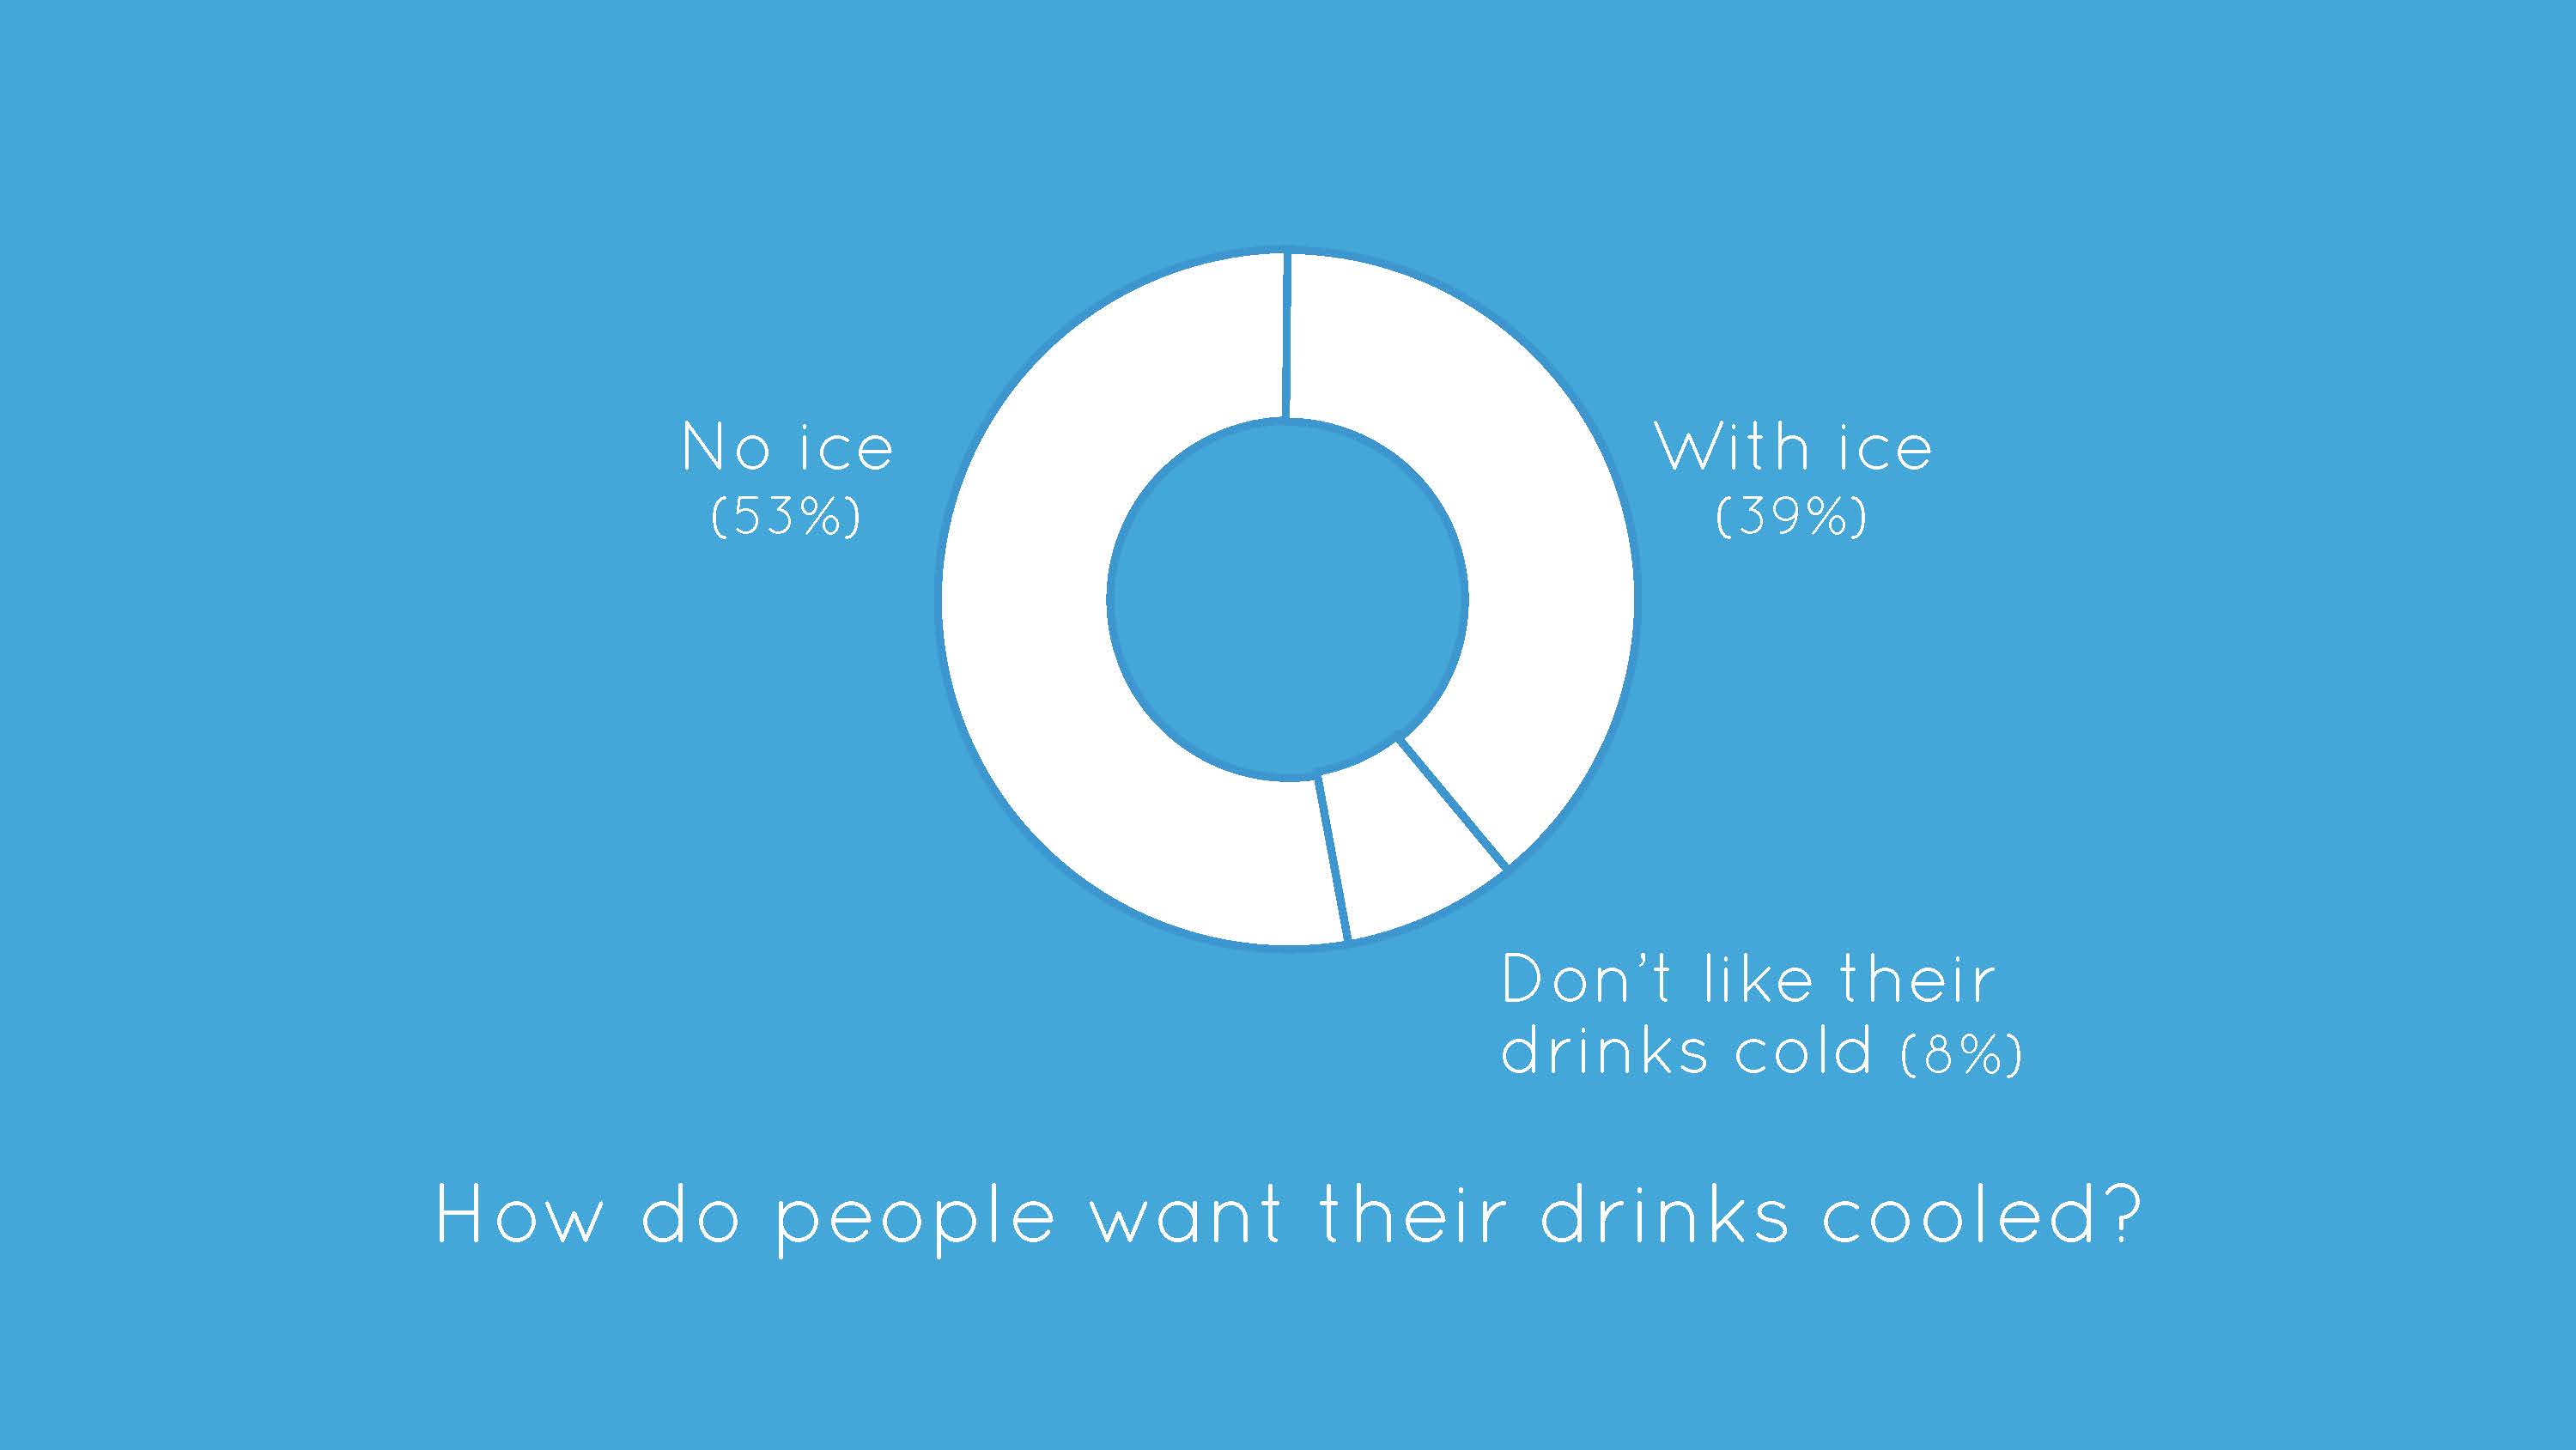 No ice
(53%)
With ice
(39%)
Don't like their
drinks cold (8%)
How do people want their drinks cooled?